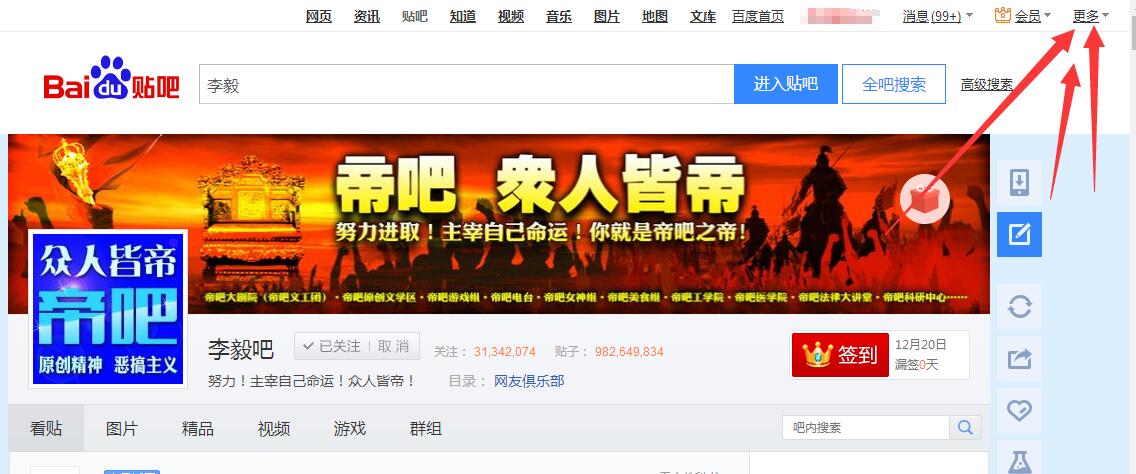 网页 资讯 贴吧 知道 视频 音乐 图片 地图 文库 百度首页 消息(99+) 会员 更多
Bai du 贴吧 李毅 进入贴吧 全吧搜索 高级搜索
帝吧 衆人皆帝
努力进取！主宰自己命运！你就是帝吧之帝！
帝吧大剧院（帝吧文工团）·帝吧原创文学区·帝吧游戏组·帝吧电台·帝吧女神组·帝吧美食组·帝吧工学院·帝吧医学院·帝吧法律大讲堂·帝吧科研中心……
众人皆帝
帝吧
原创精神 恶搞主义
李毅吧 已关注 取消 关注： 31,342,074 贴子： 982,649,834
努力！主宰自己命运！众人皆帝！ 目录： 网友俱乐部
签到 12月20日
漏签0天
看贴 图片 精品 视频 游戏 群组 吧内搜索